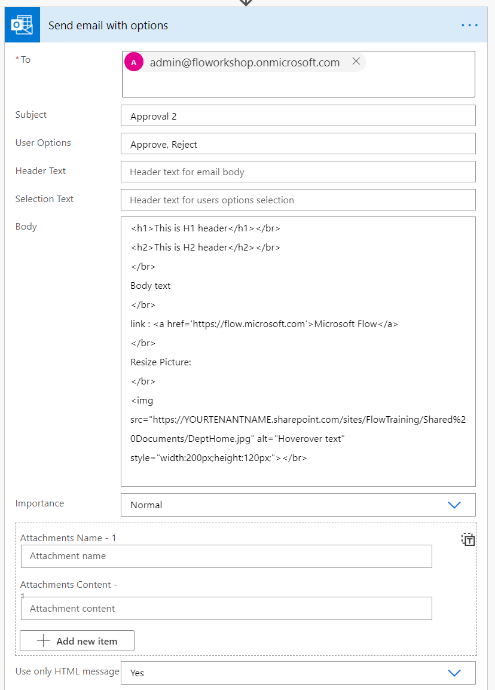 Send email with options
...
* To
A admin@floworkshop.onmicrosoft.com ×
Subject
Approval 2
User Options
Approve, Reject
Header Text
Header text for email body
Selection Text
Header text for users options selection
Body
<h1>This is H1 header</h1></br>
<h2>This is H2 header</h2></br>
</br>
Body text
</br>
link : <a href='https://flow.microsoft.com'>Microsoft Flow</a>
</br>
Resize Picture:
</br>
<img
src="https://YOURTENANTNAME.sharepoint.com/sites/FlowTraining/Shared%2
0Documents/DeptHome.jpg" alt="Hoverover text"
style="width:200px;height:120px;"></br>
Importance
Normal
Attachments Name - 1
Attachment name
Attachments Content -
1
Attachment content
Add new item
Use only HTML message
Yes